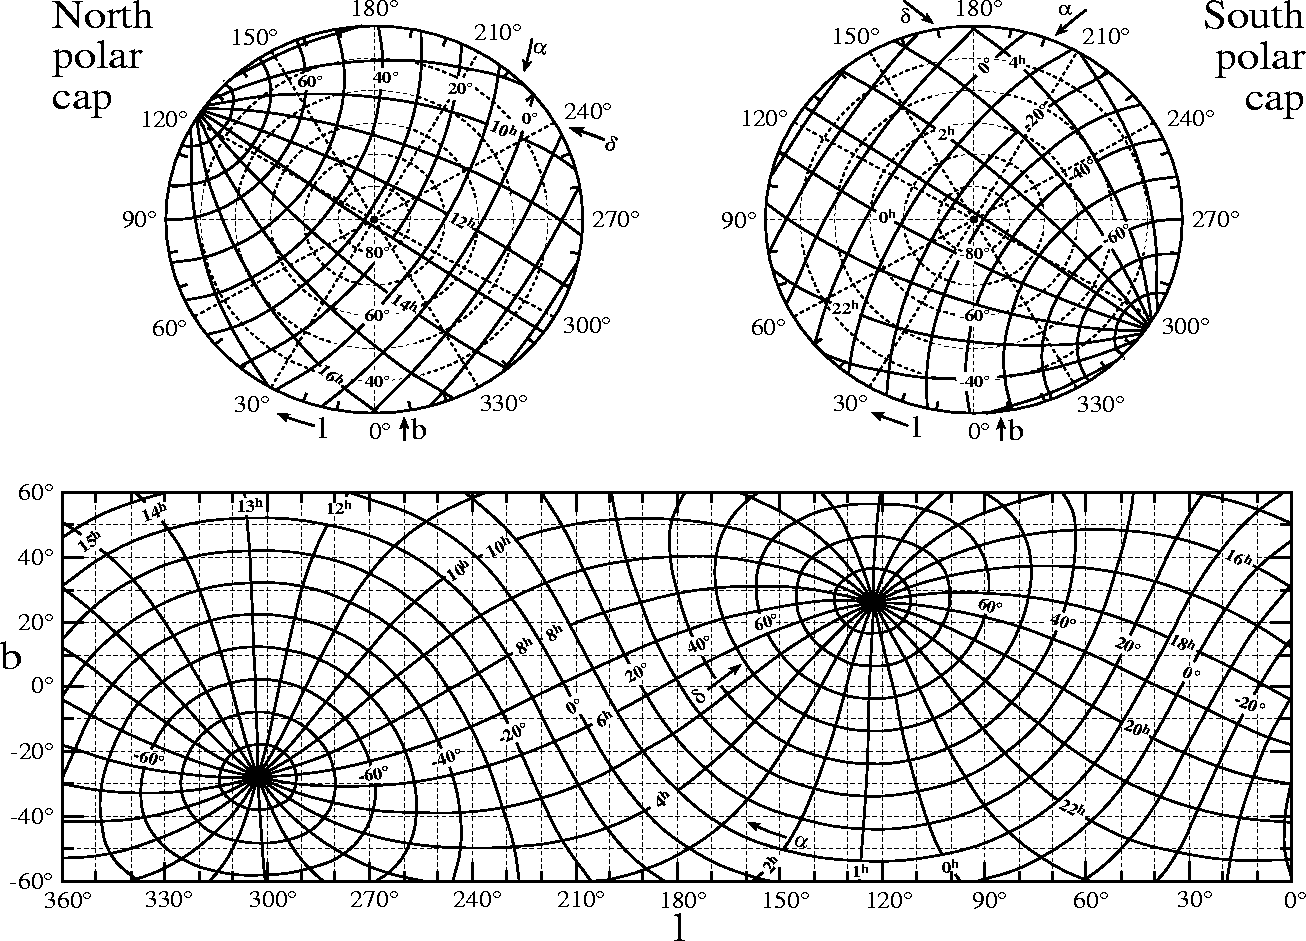 North
polar
cap
180°
150°
210°
α
120°
60°
40°
20°
0°
10h
240°
δ
90°
12h
270°
80°
60°
14h
60°
300°
16h
40°
30°
330°
l
0°
b
South
polar
cap
δ
180°
α
150°
210°
0°
4h
120°
2h
-20°
240°
-40°
90°
0h
270°
-60°
-80°
60°
22h
-60°
300°
-40°
30°
330°
l
0°
b
60°
14h
13h
12h
15h
10h
10h
40°
16h
60°
60°
20°
40°
8h
8h
40°
20°
18h
b
20°
0°
0°
δ
0°
6h
-20°
-20°
20h
-20°
-60°
-60°
-40°
4h
22h
-40°
α
2h
1h
0h
-60°
360°
330°
300°
270°
240°
210°
180°
150°
120°
90°
60°
30°
0°
l